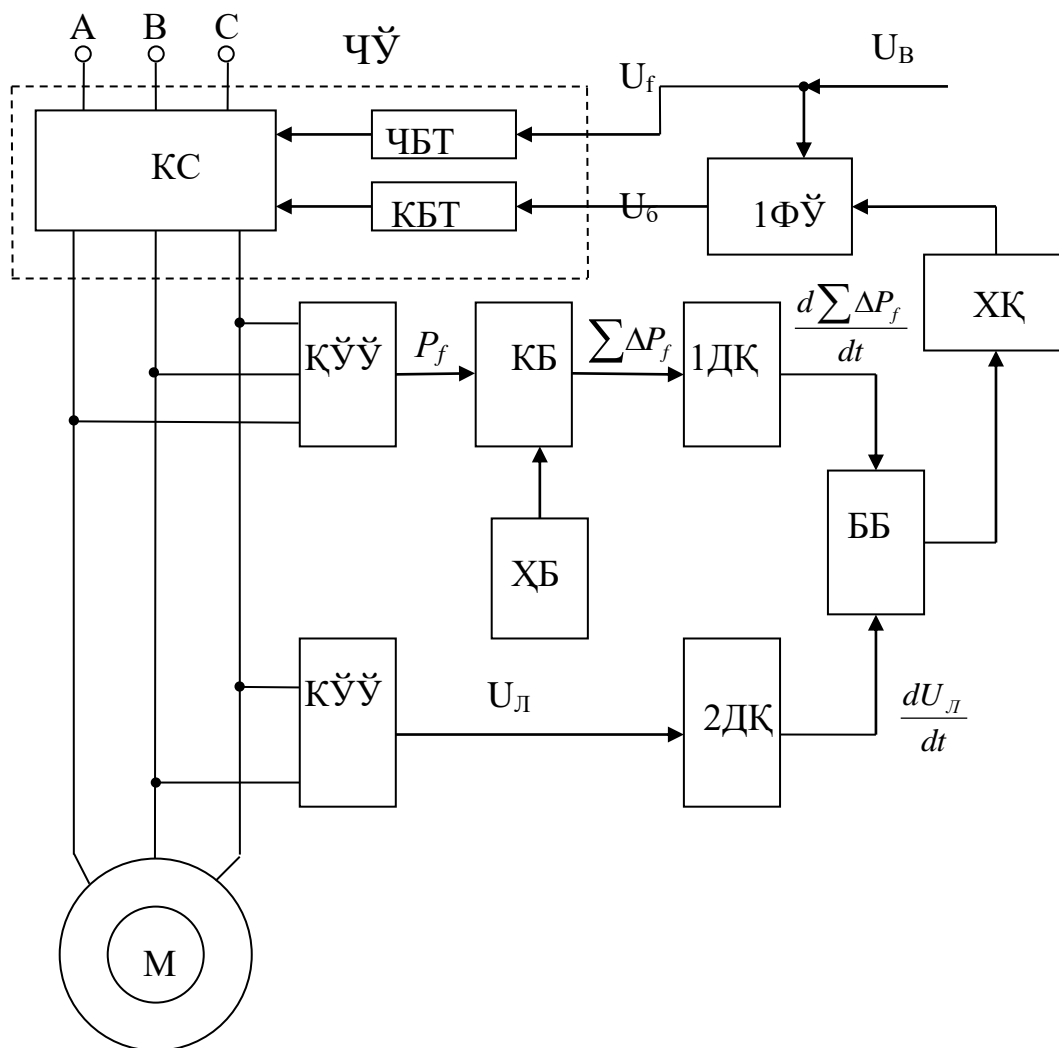 A B C
ЧЎ
U_f
U_В
КС
ЧБТ
КБТ
U_б
1ФЎ
ХҚ
ҚЎЎ
P_f
КБ
∑ΔP_f
1ДҚ
d∑ΔP_f / dt
ҲБ
ББ
КЎЎ
U_Л
2ДҚ
dU_Л / dt
М